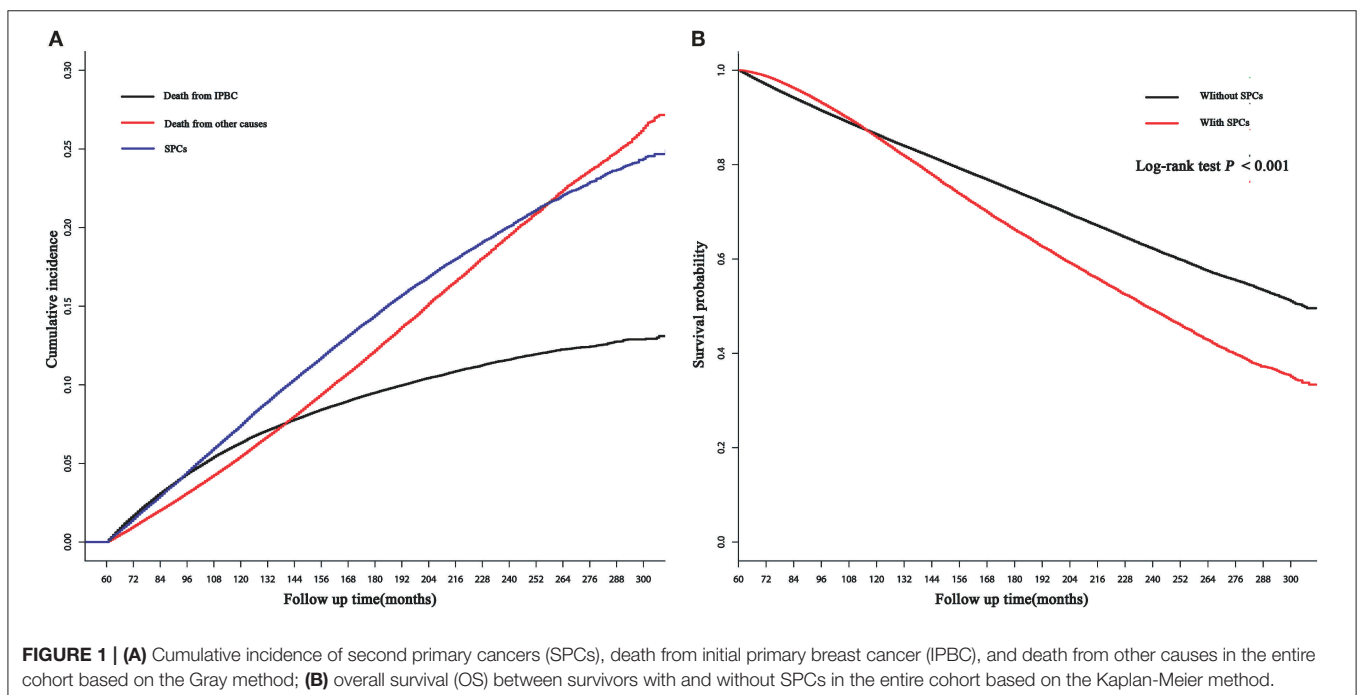 A
0.30
0.25
0.20
0.15
0.10
0.05
0.00
Cumulative incidence
Death from IPBC
Death from other causes
SPCs
60 72 84 96 108 120 132 144 156 168 180 192 204 216 228 240 252 264 276 288 300
Follow up time(months)
B
1.0
0.8
0.6
0.4
0.2
0.0
Survival probability
WIithout SPCs
WIith SPCs
Log-rank test P < 0.001
60 72 84 96 108 120 132 144 156 168 180 192 204 216 228 240 252 264 276 288 300
Follow up time(months)
FIGURE 1 | (A) Cumulative incidence of second primary cancers (SPCs), death from initial primary breast cancer (IPBC), and death from other causes in the entire
cohort based on the Gray method; (B) overall survival (OS) between survivors with and without SPCs in the entire cohort based on the Kaplan-Meier method.